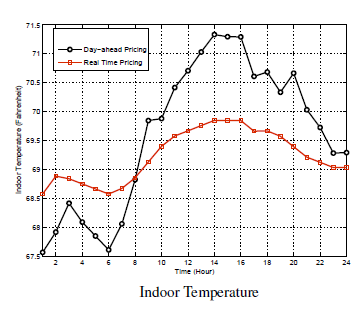 71.5
71
70.5
70
69.5
69
68.5
68
67.5
Indoor Temperature (Fahrenheit)
Day-ahead Pricing
Real Time Pricing
2 4 6 8 10 12 14 16 18 20 22 24
Time (Hour)
Indoor Temperature